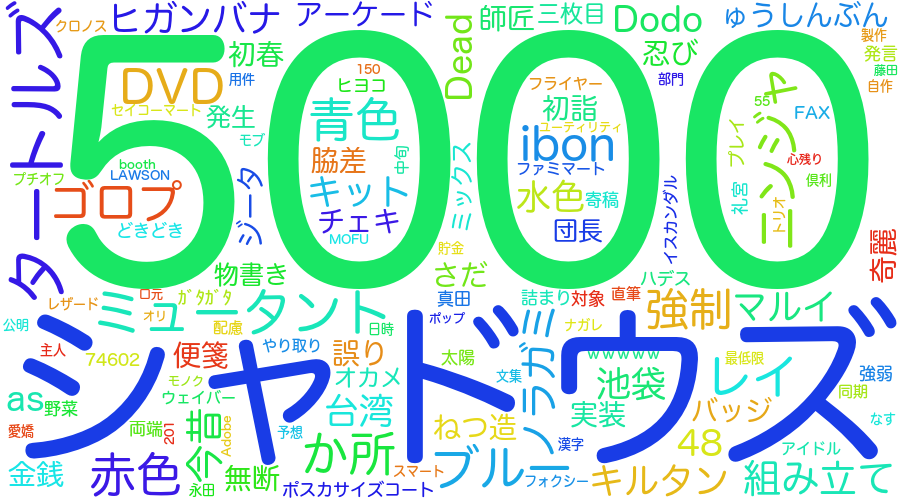 タートルズ
クロノス
ヒガンバナ
アーケード
Dead
師匠
三枚目
Dodo
ゅうしんぶん
製作
発言
藤田
自作
忍び
部門
50000
初春
用件
DVD
セイコーマート
発生
モブ
プチオフ
booth
LAWSON
ゴロプ
どきどき
ジータ
150
ヒヨコ
青色
脇差
中旬
キット
チェキ
MOFU
ミックス
フライヤー
初詣
ユーティリティ
ibon
ファミマート
水色
寄稿
団長
イスカンダル
55
FAX
ニンジャ
プレイ
心残り
倶利
礼宮
トリオ
奇麗
物書き
貯金
さだ
ハデス
レザード
口元
オリ
ガタガタ
ミュータント
配慮
日時
真田
ポップ
詰まり
対象
直筆
ナガレ
強制
マルイ
公明
主人
74602
便箋
やり取り
誤り
太陽
文集
ノラガミ
wwwww
最低限
シャドウズ
レイ
強弱
同期
as
野菜
モノク
ウェイバー
オカメ
池袋
バッジ
なす
愛嬌
両端
201
今昔
Adobe
予想
台湾
ねつ造
実装
漢字
48
アイドル
金銭
赤色
永田
無断
か所
スマート
ポスカサイズコート
ブルー
フォクシー
キルタン
組み立て